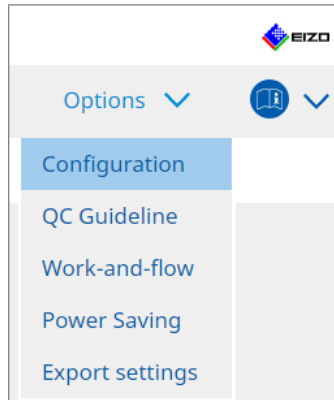 EIZO
Options
Configuration
QC Guideline
Work-and-flow
Power Saving
Export settings